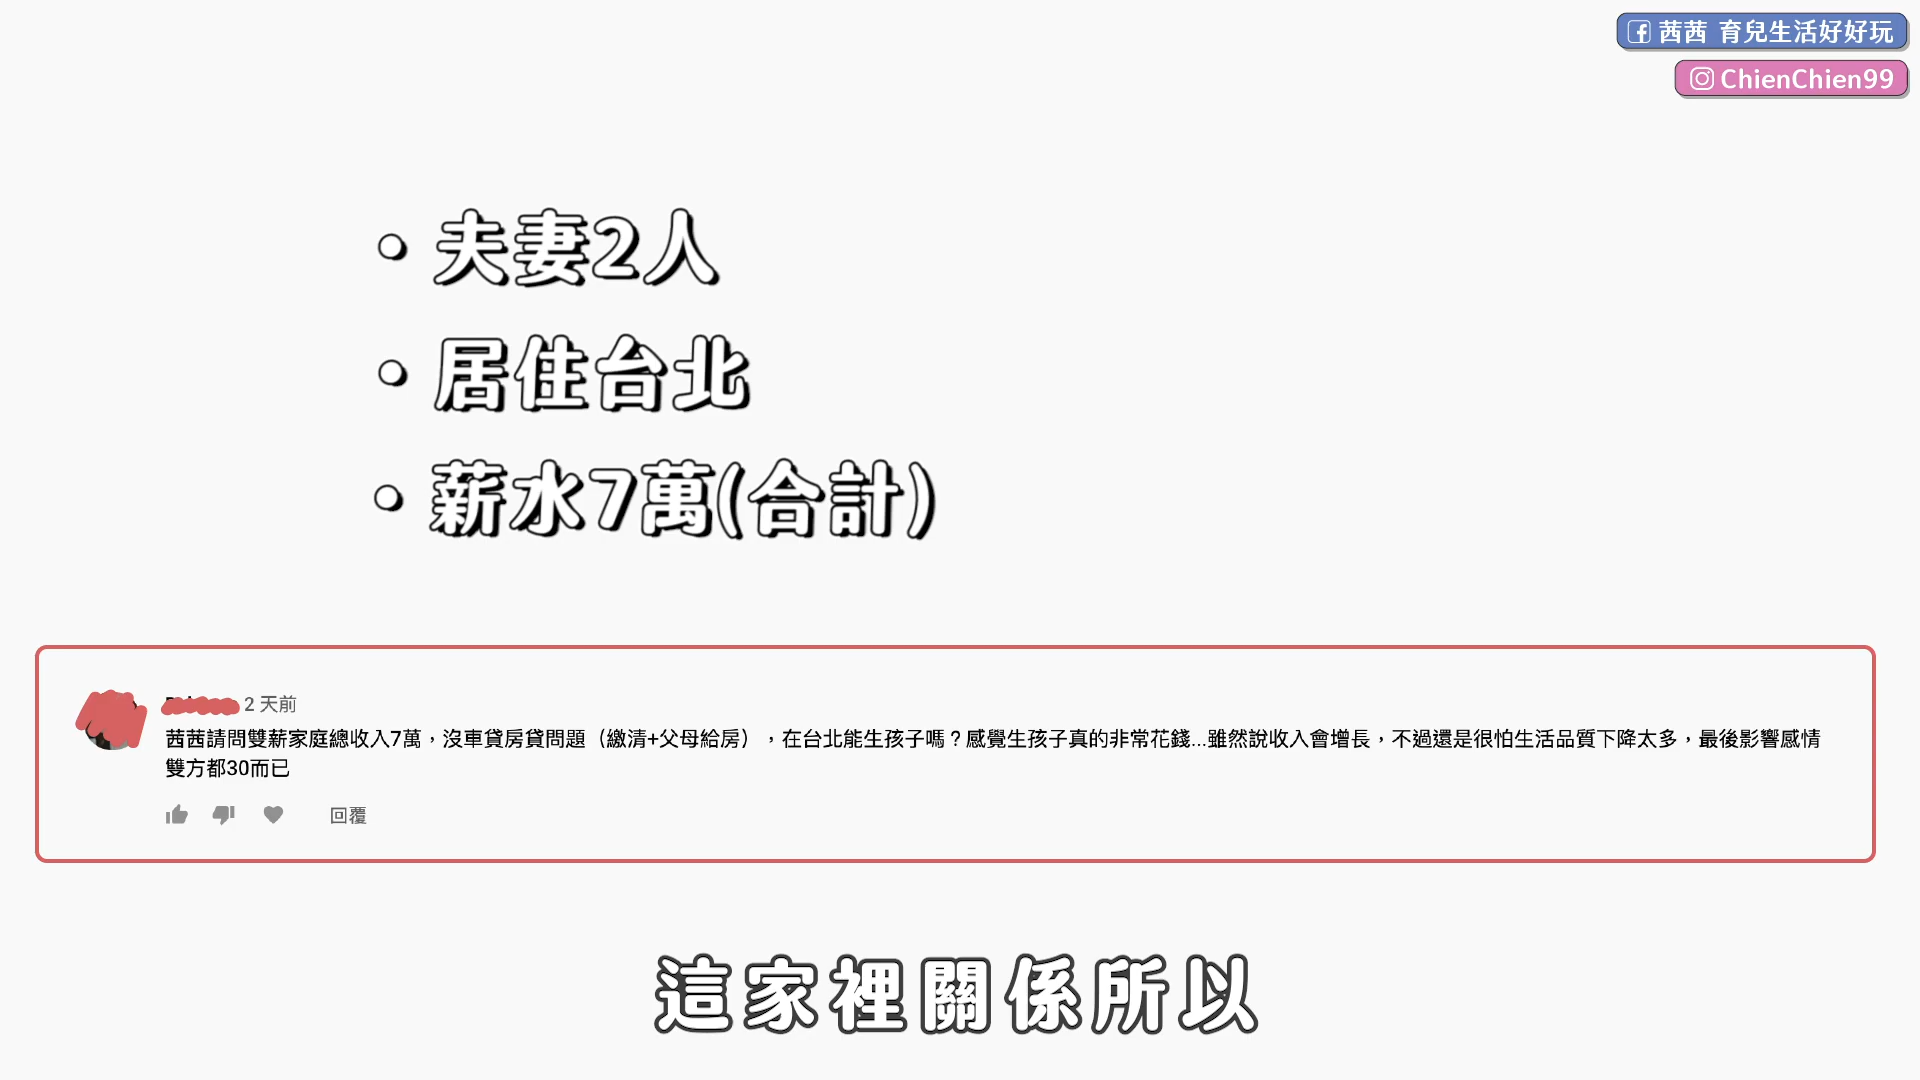 茜茜 育兒生活好好玩
ChienChien99
• 夫妻2人
• 居住台北
• 薪水7萬(合計)
2 天前
茜茜請問雙薪家庭總收入7萬，沒車貸房貸問題（繳清+父母給房），在台北能生孩子嗎？感覺生孩子真的非常花錢...雖然說收入會增長，不過還是很怕生活品質下降太多，最後影響感情
雙方都30而已
回覆
這家裡關係所以